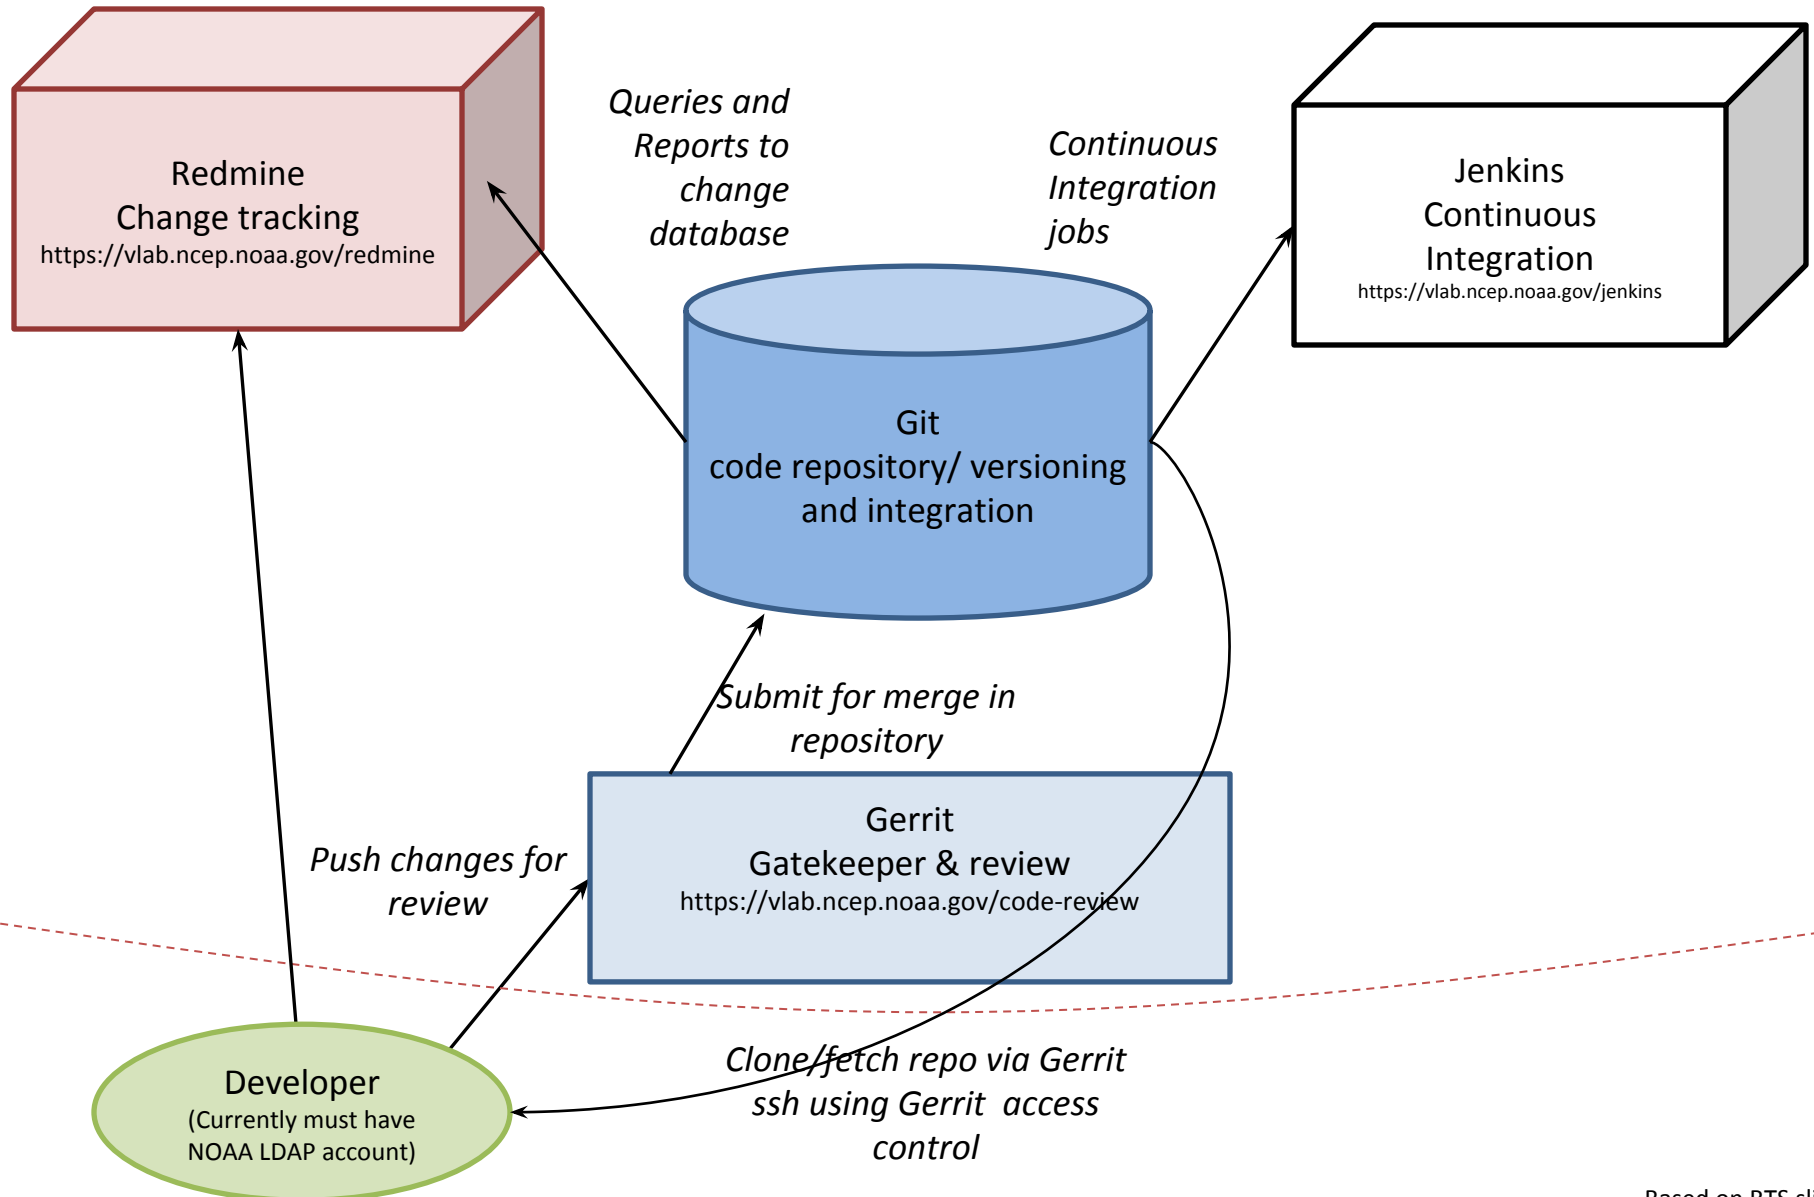 Queries and
Reports to
change
database
Continuous
Integration
jobs
Redmine
Change tracking
https://vlab.ncep.noaa.gov/redmine
Jenkins
Continuous
Integration
https://vlab.ncep.noaa.gov/jenkins
Git
code repository/ versioning
and integration
Submit for merge in
repository
Gerrit
Gatekeeper & review
https://vlab.ncep.noaa.gov/code-review
Push changes for
review
Developer
(Currently must have
NOAA LDAP account)
Clone/fetch repo via Gerrit
ssh using Gerrit access
control